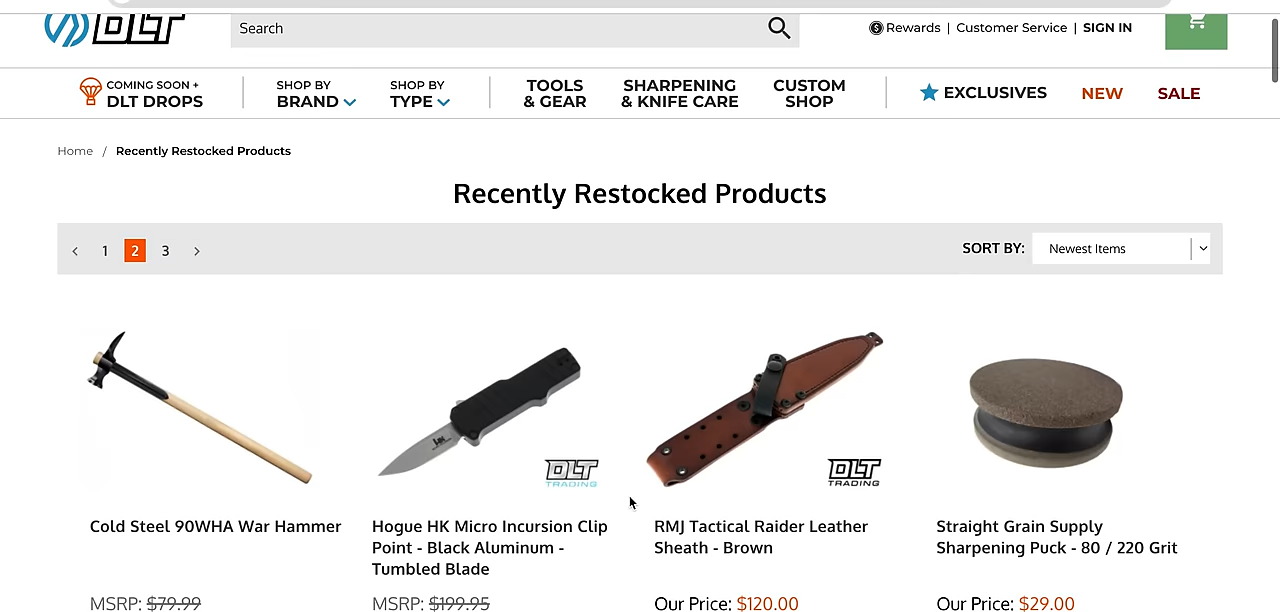 DLT
Search
Rewards | Customer Service | SIGN IN
COMING SOON +
DLT DROPS
SHOP BY
BRAND
SHOP BY
TYPE
TOOLS
& GEAR
SHARPENING
& KNIFE CARE
CUSTOM
SHOP
EXCLUSIVES
NEW
SALE
Home / Recently Restocked Products
Recently Restocked Products
< 1 2 3 >
SORT BY: Newest Items
HK
DLT
TRADING
DLT
TRADING
Cold Steel 90WHA War Hammer
MSRP: $79.99
Hogue HK Micro Incursion Clip
Point - Black Aluminum -
Tumbled Blade
MSRP: $199.95
RMJ Tactical Raider Leather
Sheath - Brown
Our Price: $120.00
Straight Grain Supply
Sharpening Puck - 80 / 220 Grit
Our Price: $29.00